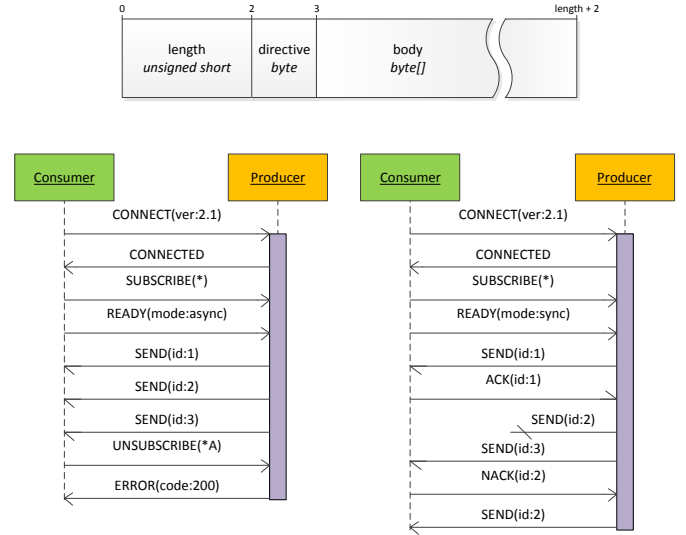 0 2 3 length + 2
length directive body
unsigned short byte byte[]
Consumer Producer
CONNECT(ver:2.1)
CONNECTED
SUBSCRIBE(*)
READY(mode:async)
SEND(id:1)
SEND(id:2)
SEND(id:3)
UNSUBSCRIBE(*A)
ERROR(code:200)
Consumer Producer
CONNECT(ver:2.1)
CONNECTED
SUBSCRIBE(*)
READY(mode:sync)
SEND(id:1)
ACK(id:1)
SEND(id:2)
SEND(id:3)
NACK(id:2)
SEND(id:2)